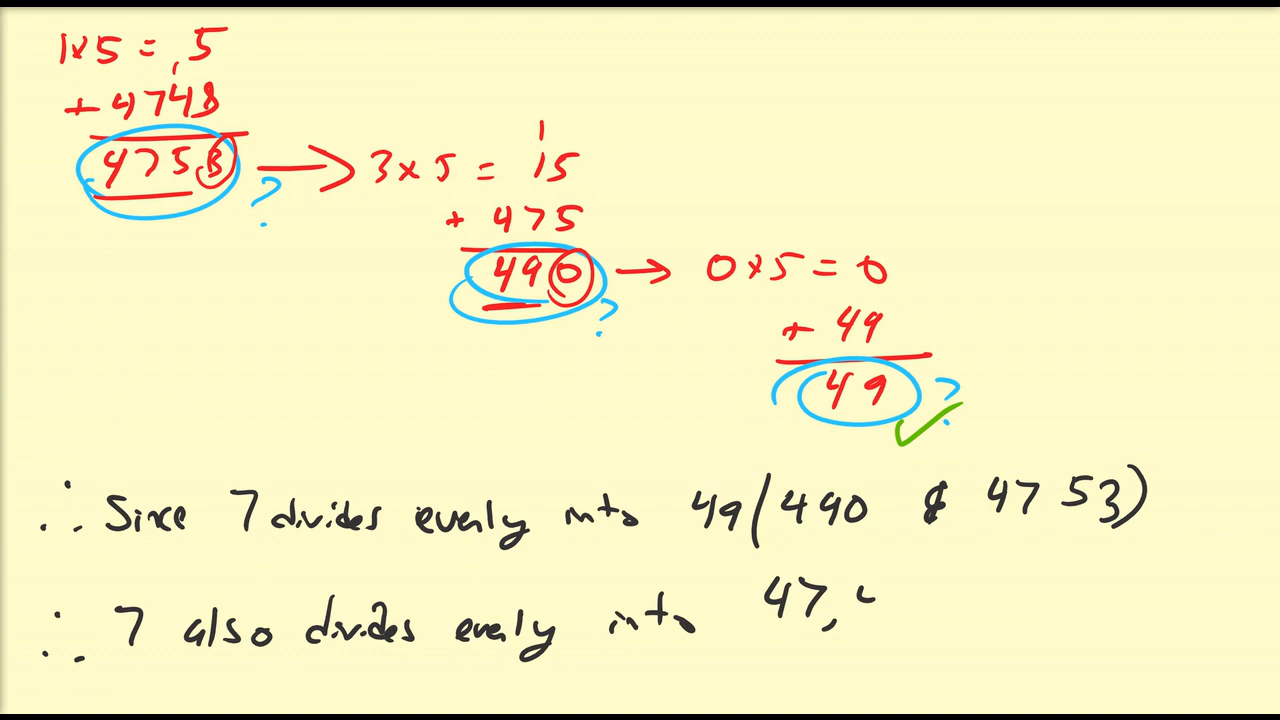 1×5 = 5
+ 4748
4753
?
1
→ 3×5 = 15
+ 475
490
?
→ 0×5 = 0
+ 49
49
?
∴ Since 7 divides evenly into 49 (490 & 4753)
∴ 7 also divides evenly into 47,